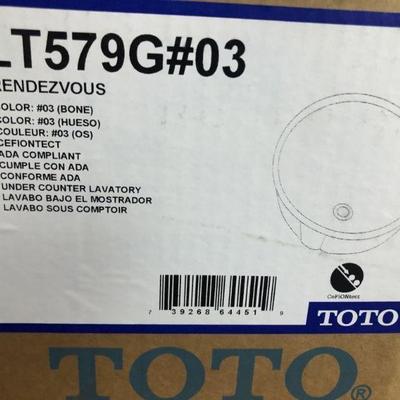 LT579G#03
RENDEZVOUS
COLOR: #03 (BONE)
COLOR: #03 (HUESO)
COULEUR: #03 (OS)
CEFIONTECT
ADA COMPLIANT
CUMPLE CON ADA
CONFORME ADA
UNDER COUNTER LAVATORY
LAVABO BAJO EL MOSTRADOR
LAVABO SOUS COMPTOIR
CeFiONtect
7 39268 64451 9
TOTO
TOTO®